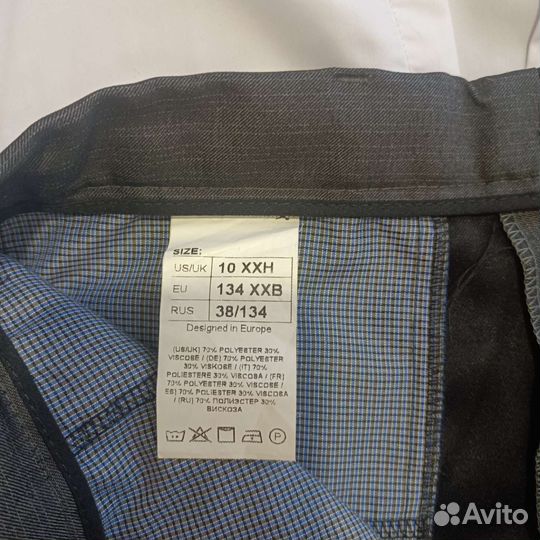 SIZE:
US/UK 10 XXH
EU 134 XXB
RUS 38/134
Designed in Europe
(US/UK) 70% POLYESTER 30%
VISCOSE / (DE) 70% POLYESTER
30% VISKOSE / (IT) 70%
POLIESTERE 30% VISCOSA / (FR)
70% POLYESTER 30% VISCOSE /
ES) 70% POLIESTER 30% VISCOSA
/ (RU) 70% ПОЛИЭСТЕР 30%
ВИСКОЗА
P
Avito